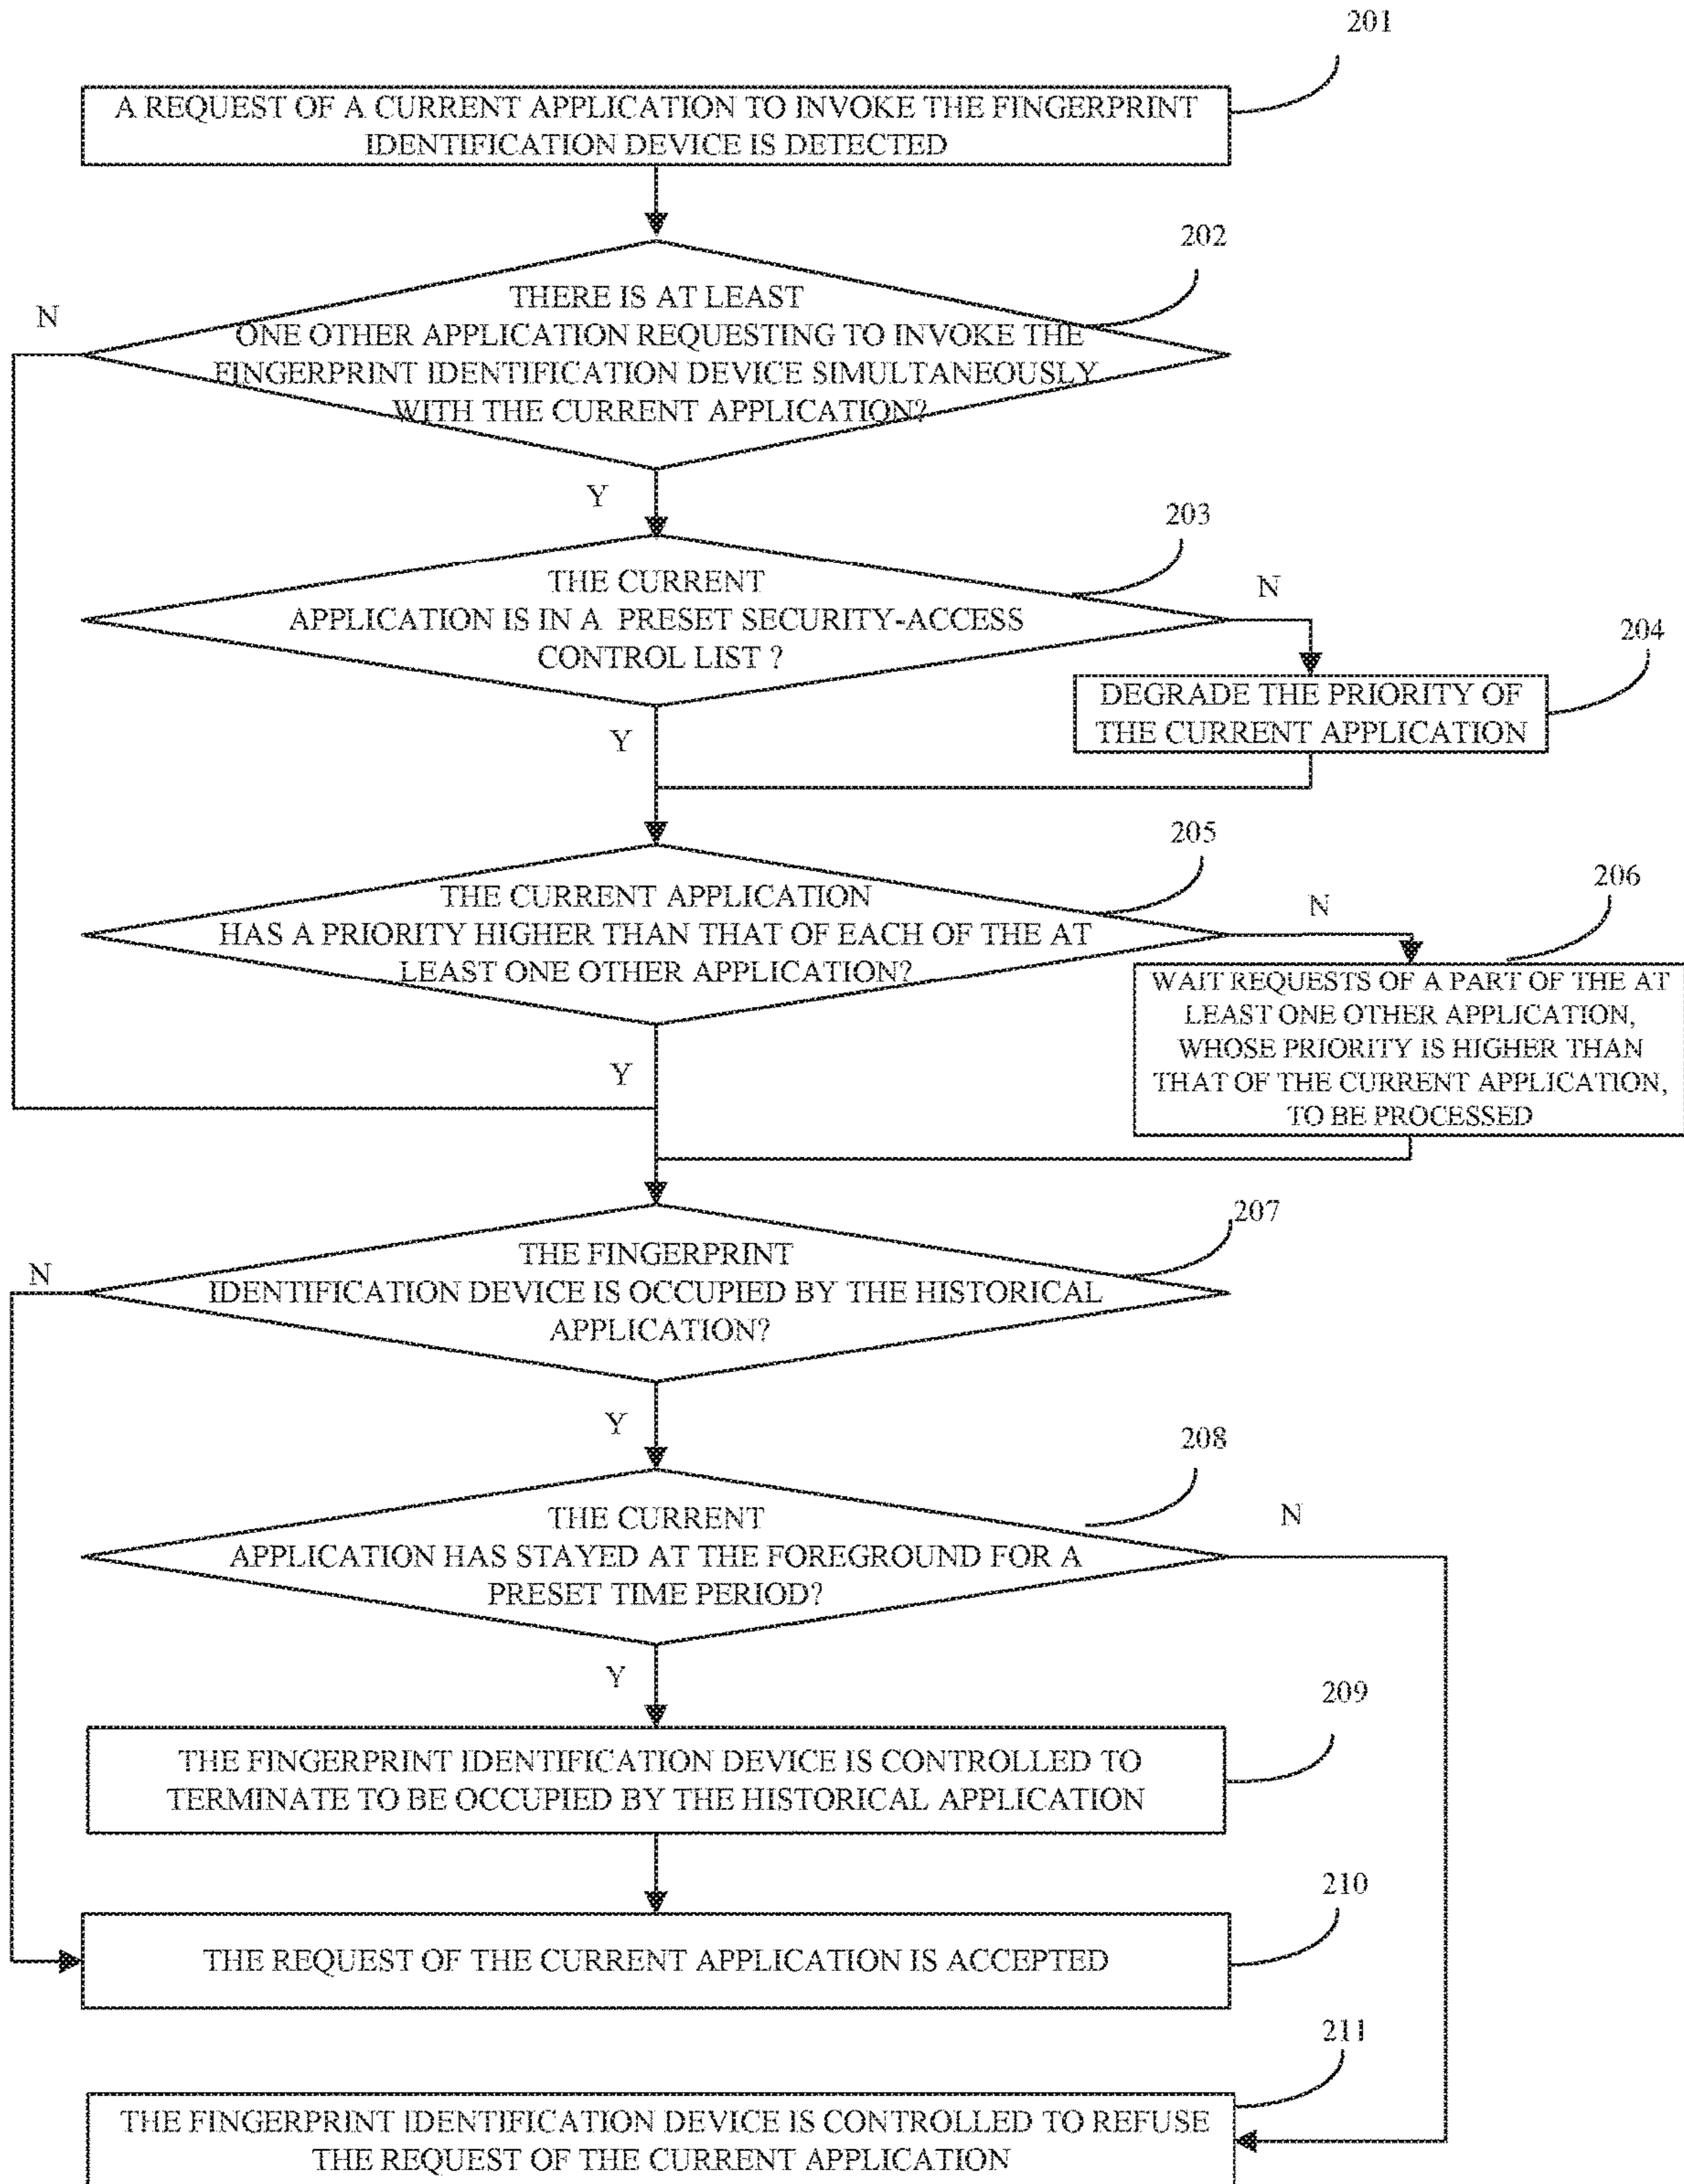 201
A REQUEST OF A CURRENT APPLICATION TO INVOKE THE FINGERPRINT
IDENTIFICATION DEVICE IS DETECTED
202
N
THERE IS AT LEAST
ONE OTHER APPLICATION REQUESTING TO INVOKE THE
FINGERPRINT IDENTIFICATION DEVICE SIMULTANEOUSLY
WITH THE CURRENT APPLICATION?
Y
203
THE CURRENT
APPLICATION IS IN A PRESET SECURITY-ACCESS
CONTROL LIST ?
N
204
DEGRADE THE PRIORITY OF
THE CURRENT APPLICATION
Y
205
THE CURRENT APPLICATION
HAS A PRIORITY HIGHER THAN THAT OF EACH OF THE AT
LEAST ONE OTHER APPLICATION?
N
206
WAIT REQUESTS OF A PART OF THE AT
LEAST ONE OTHER APPLICATION,
WHOSE PRIORITY IS HIGHER THAN
THAT OF THE CURRENT APPLICATION,
TO BE PROCESSED
Y
207
N
THE FINGERPRINT
IDENTIFICATION DEVICE IS OCCUPIED BY THE HISTORICAL
APPLICATION?
Y
208
THE CURRENT
APPLICATION HAS STAYED AT THE FOREGROUND FOR A
PRESET TIME PERIOD?
N
Y
209
THE FINGERPRINT IDENTIFICATION DEVICE IS CONTROLLED TO
TERMINATE TO BE OCCUPIED BY THE HISTORICAL APPLICATION
210
THE REQUEST OF THE CURRENT APPLICATION IS ACCEPTED
211
THE FINGERPRINT IDENTIFICATION DEVICE IS CONTROLLED TO REFUSE
THE REQUEST OF THE CURRENT APPLICATION